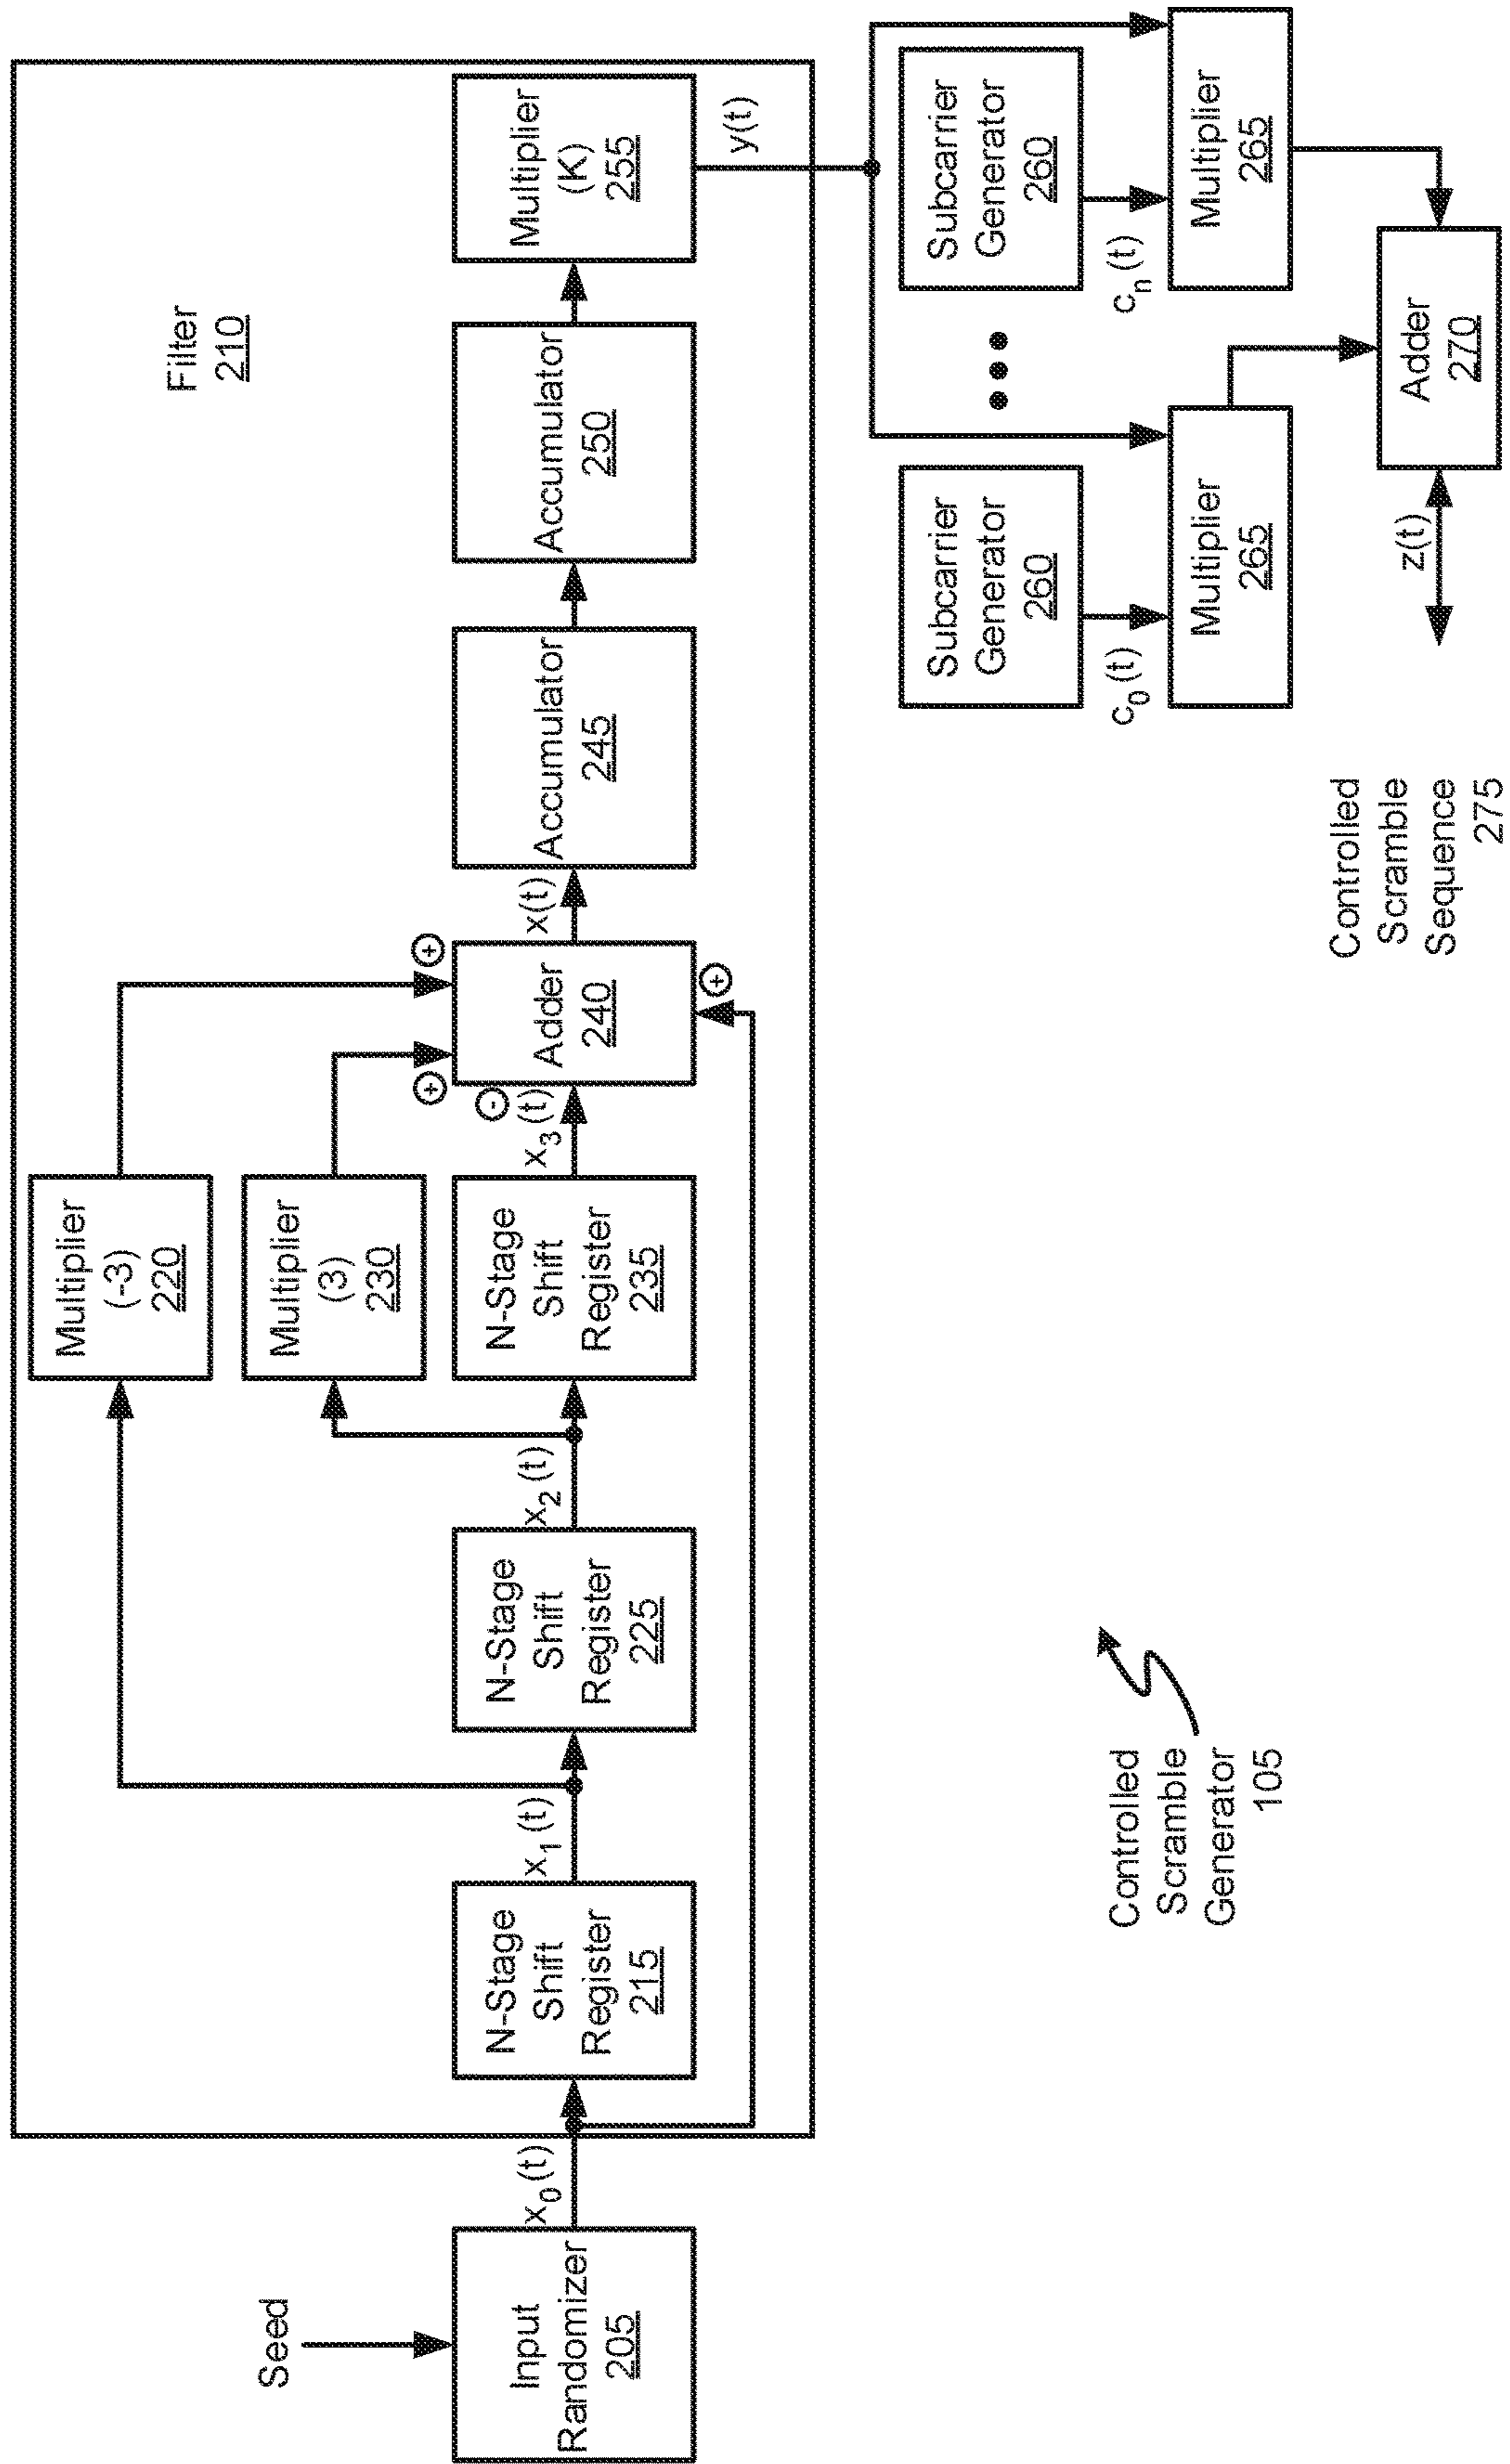 Seed
Input
Randomizer
205
x0(t)
Filter
210
N-Stage
Shift
Register
215
x1(t)
Multiplier
(-3)
220
N-Stage
Shift
Register
225
x2(t)
Multiplier
(3)
230
N-Stage
Shift
Register
235
x3(t)
-
+
+
+
Adder
240
x(t)
Accumulator
245
Accumulator
250
Multiplier
(K)
255
y(t)
Subcarrier
Generator
260
c0(t)
Multiplier
265
Subcarrier
Generator
260
cn(t)
Multiplier
265
Adder
270
z(t)
Controlled
Scramble
Sequence
275
Controlled
Scramble
Generator
105